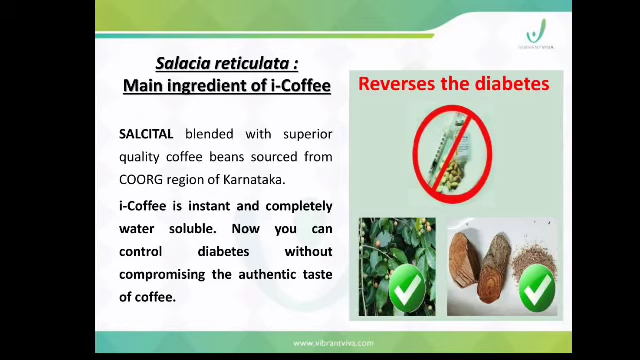 VIBRANTVIVA
Salacia reticulata :
Main ingredient of i-Coffee
Reverses the diabetes
SALCITAL blended with superior
quality coffee beans sourced from
COORG region of Karnataka.
i-Coffee is instant and completely
water soluble. Now you can
control diabetes without
compromising the authentic taste
of coffee.
www.vibrantviva.com